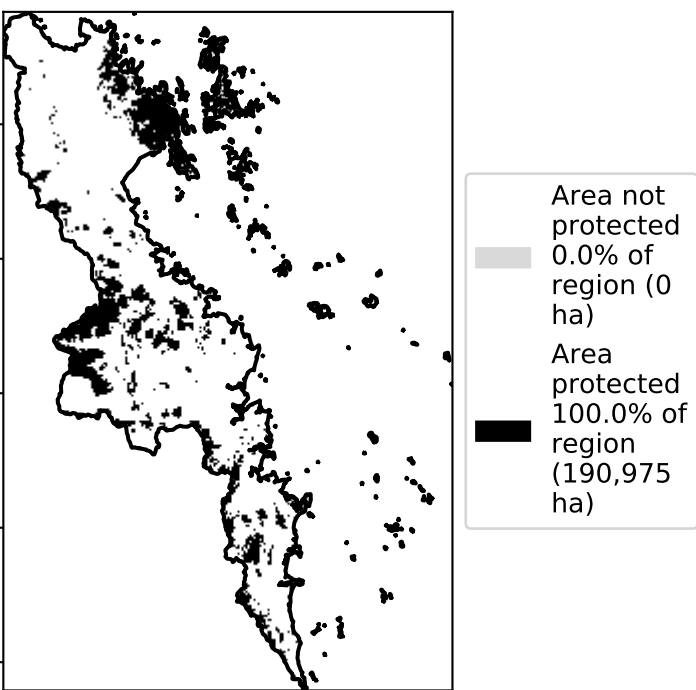 Area not
protected
0.0% of
region (0
ha)
Area
protected
100.0% of
region
(190,975
ha)